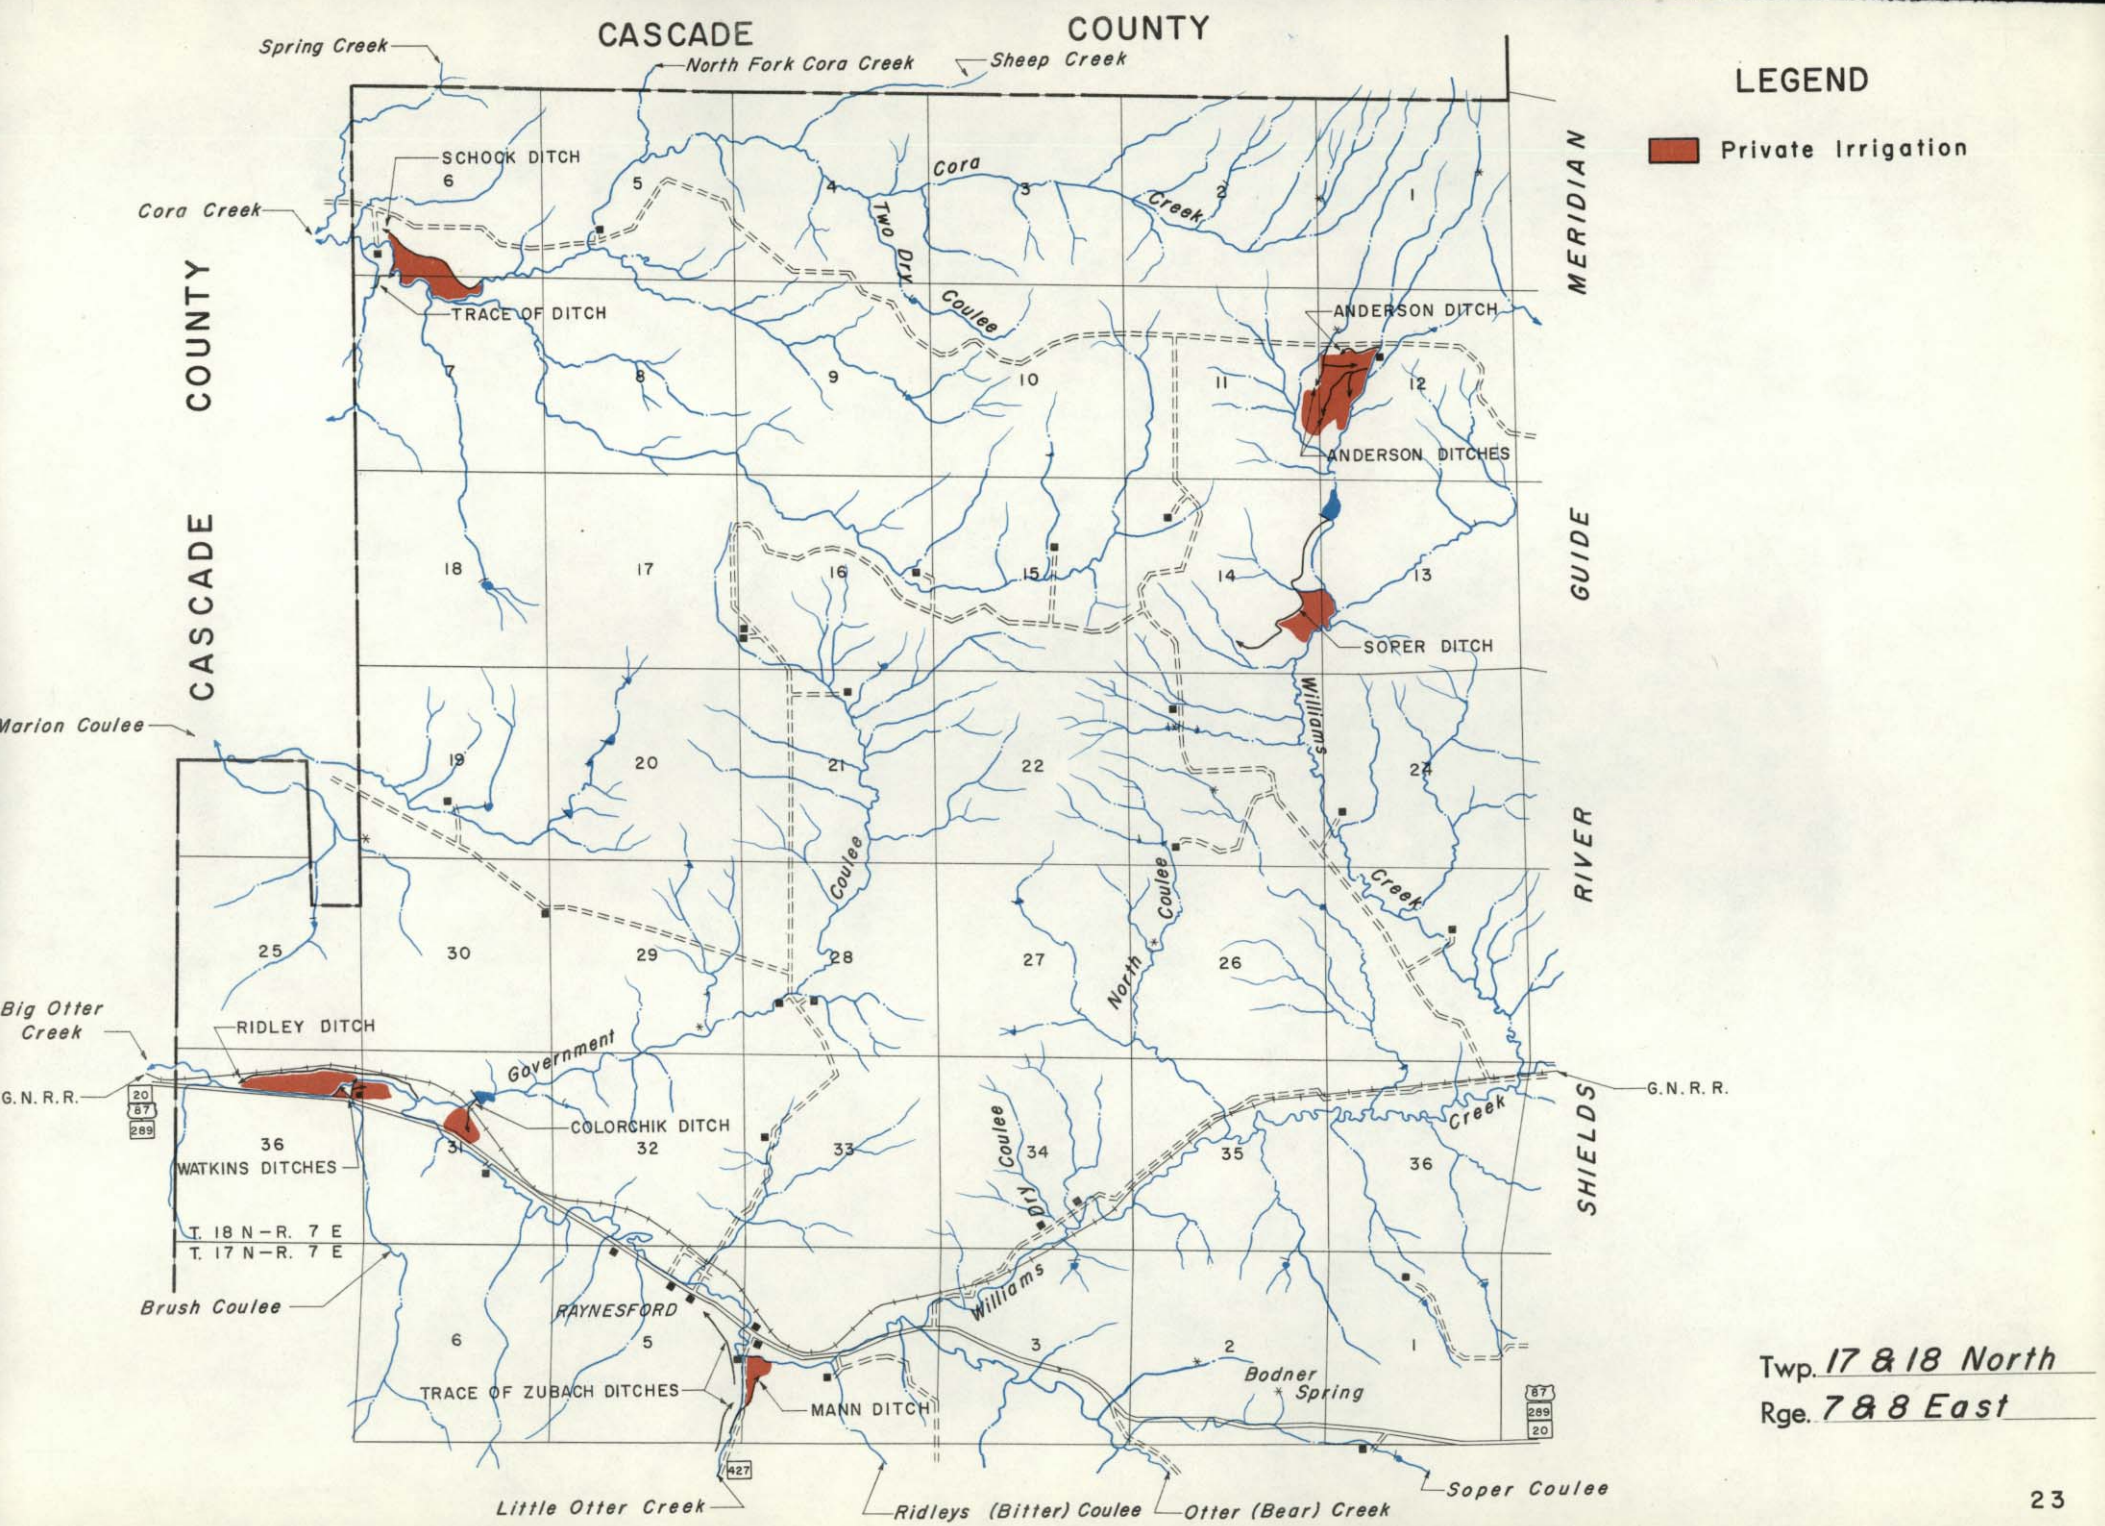 CASCADE COUNTY
Spring Creek
North Fork Cora Creek
Sheep Creek
LEGEND
Private Irrigation
SCHOCK DITCH
6 5 4 3 2 1
Cora
Creek
Cora Creek
Two Dry
Coulee
TRACE OF DITCH
ANDERSON DITCH
7 8 9 10 11 12
ANDERSON DITCHES
CASCADE COUNTY
MERIDIAN
GUIDE
RIVER
SHIELDS
18 17 16 15 14 13
SOPER DITCH
Williams
Marion Coulee
19 20 21 22 24
Coulee
Coulee
Creek
25 30 29 28 27 26
North
Big Otter
Creek
RIDLEY DITCH
Government
G.N.R.R.
20
87
289
G.N.R.R.
Creek
COLORCHIK DITCH
36 31 32 33 34 35 36
Dry Coulee
WATKINS DITCHES
T. 18 N-R. 7 E
T. 17 N-R. 7 E
Brush Coulee
RAYNESFORD
Williams
6 5 3 2 1
Bodner
Spring
TRACE OF ZUBACH DITCHES
MANN DITCH
87
289
20
427
Little Otter Creek
Ridleys (Bitter) Coulee
Otter (Bear) Creek
Soper Coulee
Twp. 17 & 18 North
Rge. 7 & 8 East
23